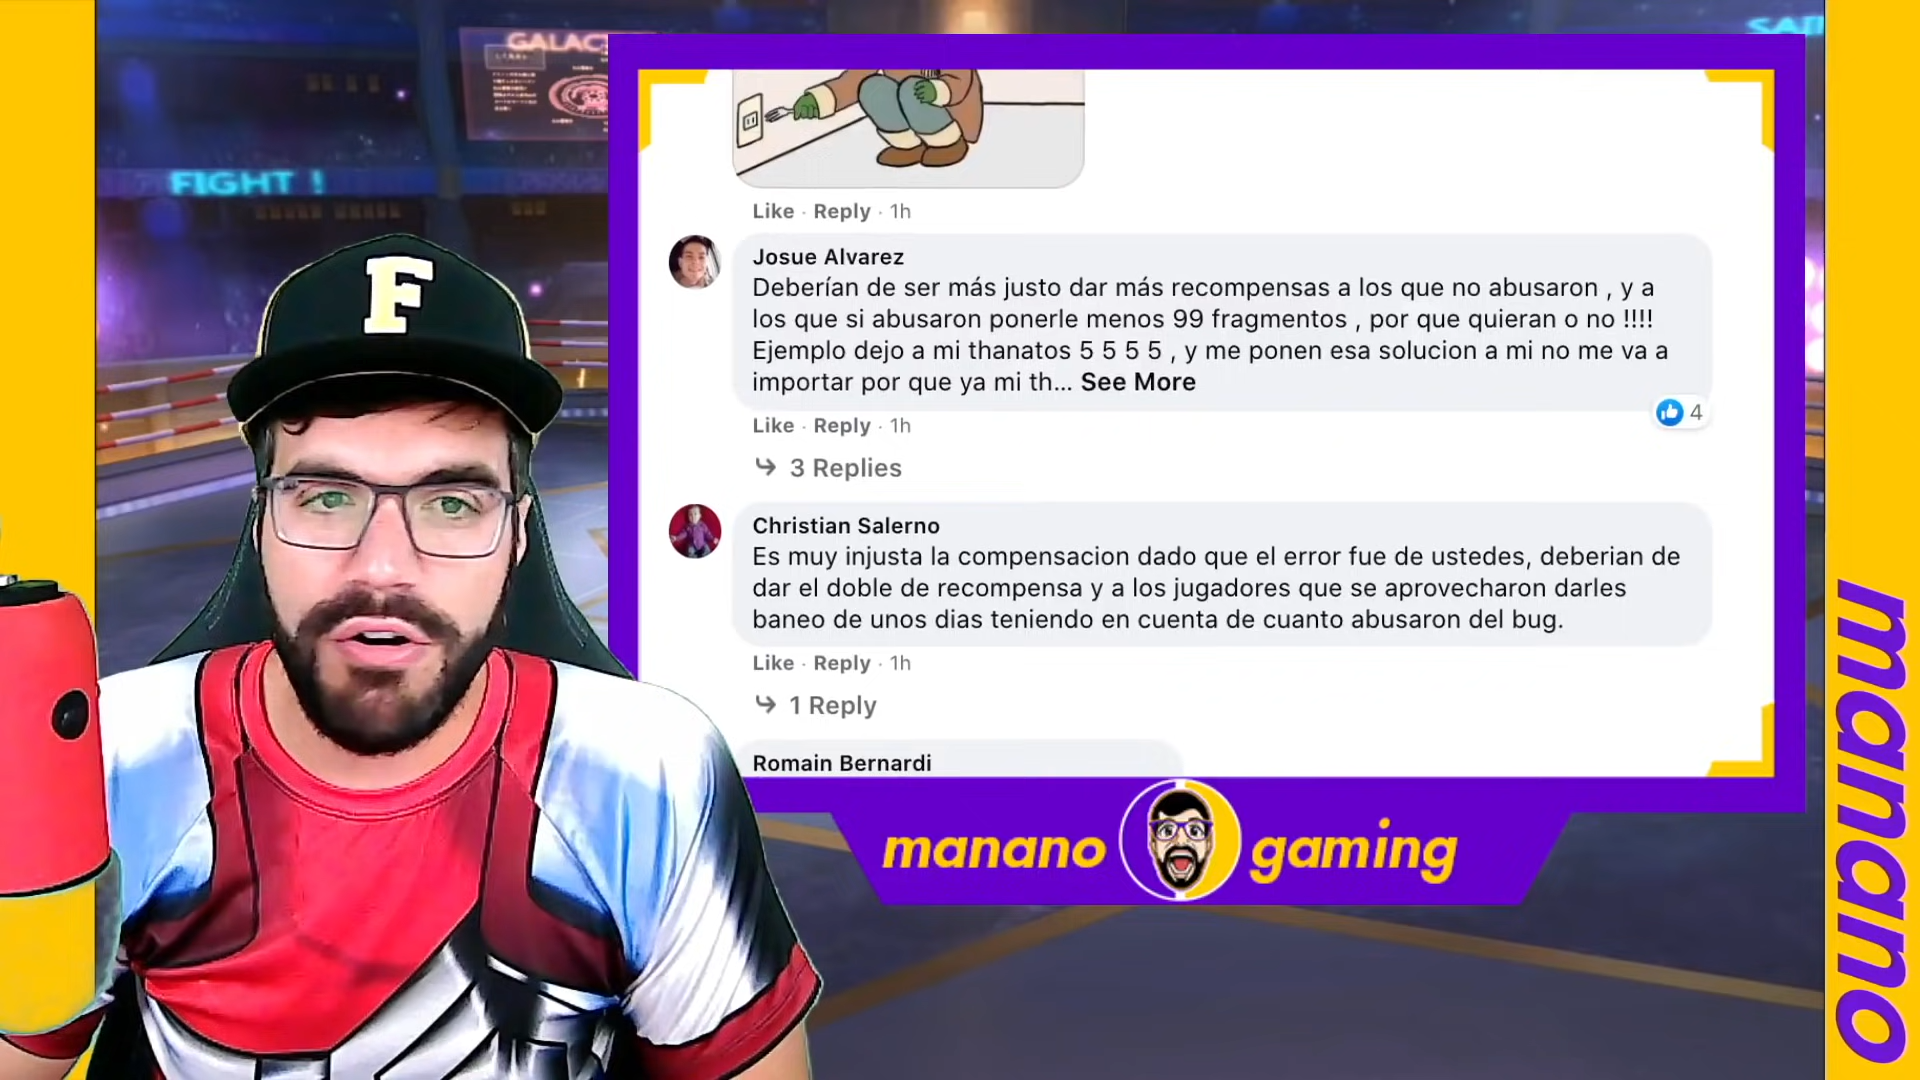 GALAC
SAI
FIGHT !
F
Like · Reply · 1h
Josue Alvarez
Deberían de ser más justo dar más recompensas a los que no abusaron , y a
los que si abusaron ponerle menos 99 fragmentos , por que quieran o no !!!!
Ejemplo dejo a mi thanatos 5 5 5 5 , y me ponen esa solucion a mi no me va a
importar por que ya mi th... See More
4
Like · Reply · 1h
3 Replies
Christian Salerno
Es muy injusta la compensacion dado que el error fue de ustedes, deberian de
dar el doble de recompensa y a los jugadores que se aprovecharon darles
baneo de unos dias teniendo en cuenta de cuanto abusaron del bug.
Like · Reply · 1h
1 Reply
Romain Bernardi
manano gaming
manano